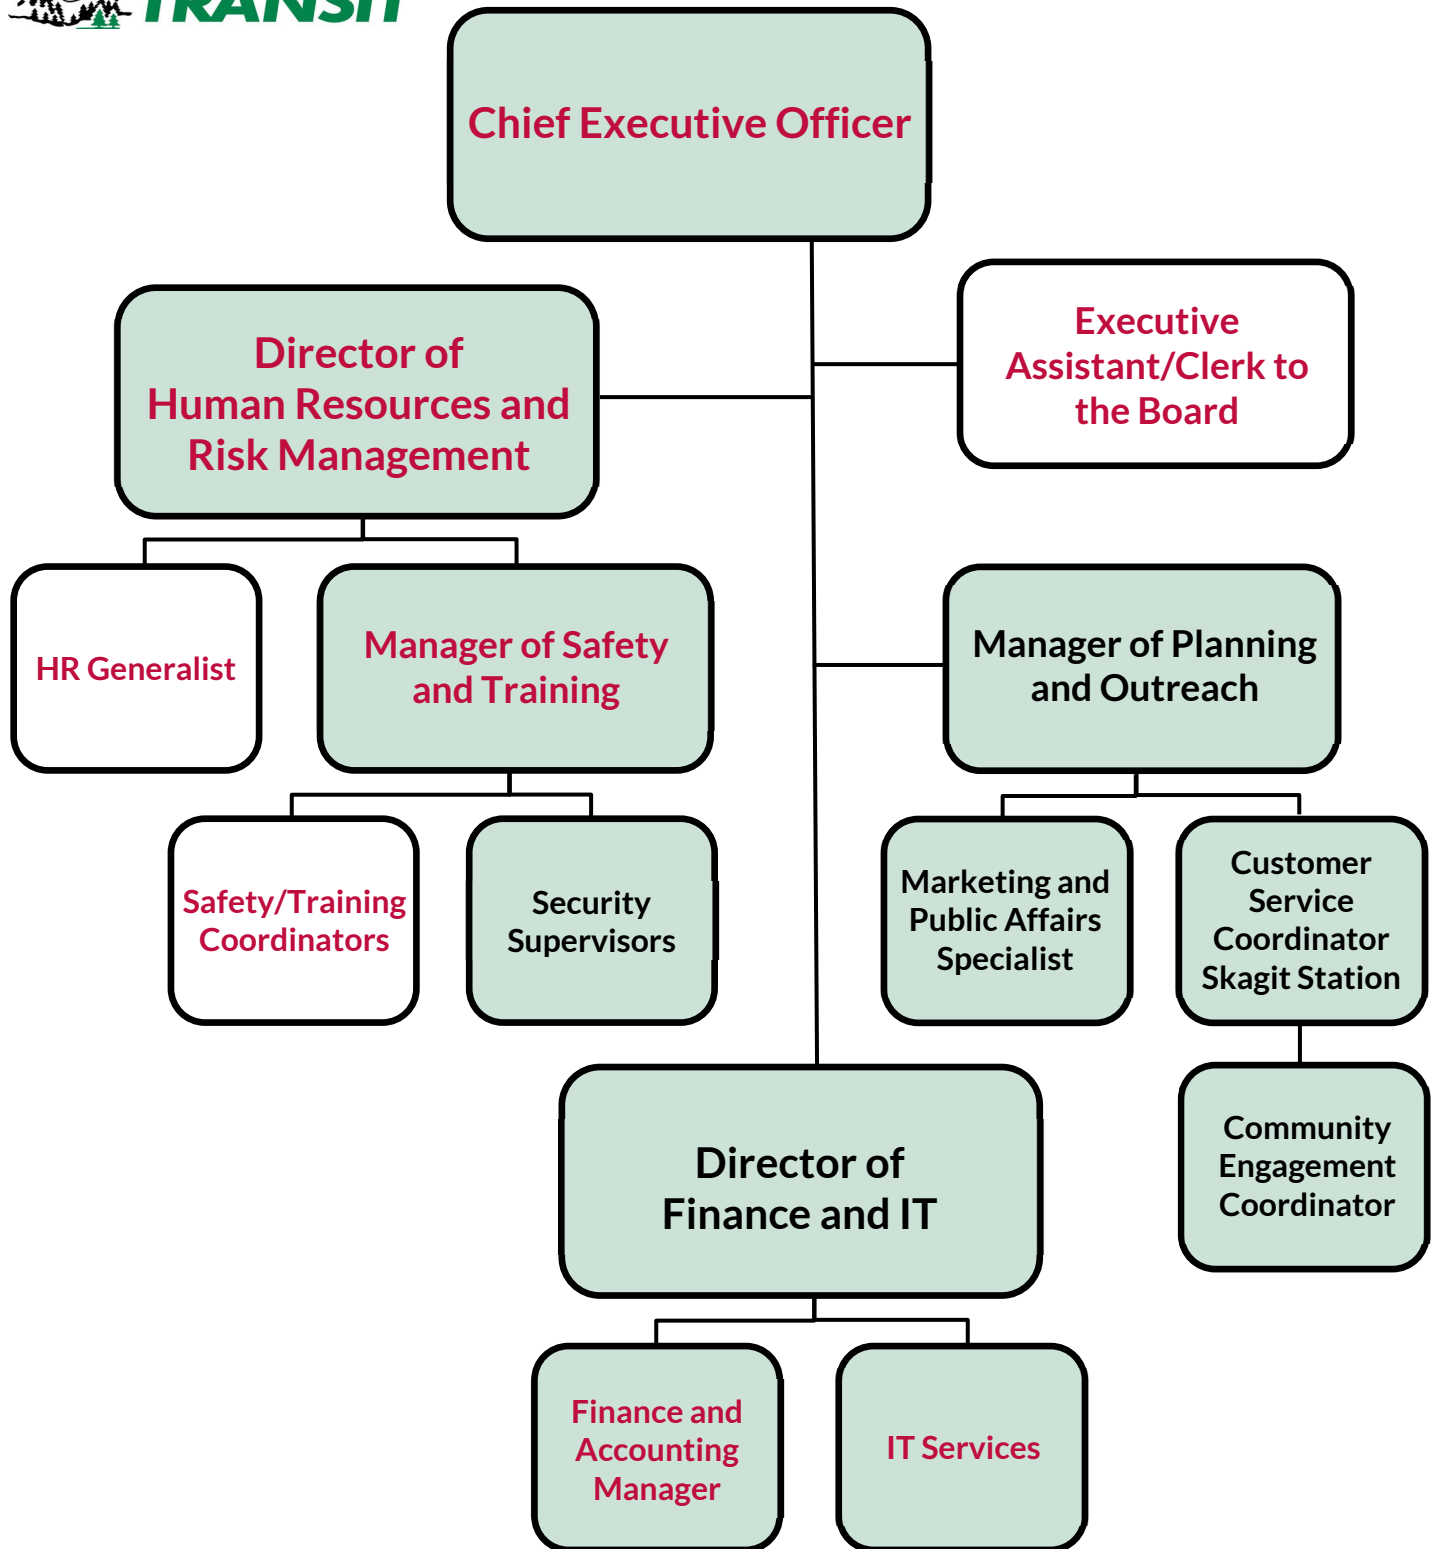 TRANSIT
Chief Executive Officer
Executive
Assistant/Clerk to
the Board
Director of
Human Resources and
Risk Management
HR Generalist
Manager of Safety
and Training
Manager of Planning
and Outreach
Safety/Training
Coordinators
Security
Supervisors
Marketing and
Public Affairs
Specialist
Customer
Service
Coordinator
Skagit Station
Community
Engagement
Coordinator
Director of
Finance and IT
Finance and
Accounting
Manager
IT Services